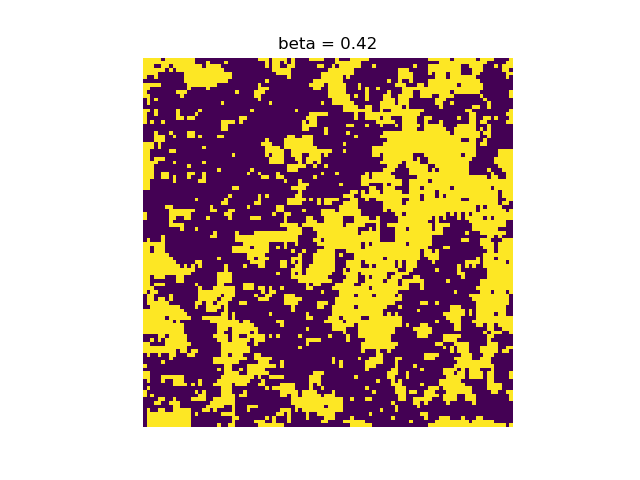 beta = 0.42